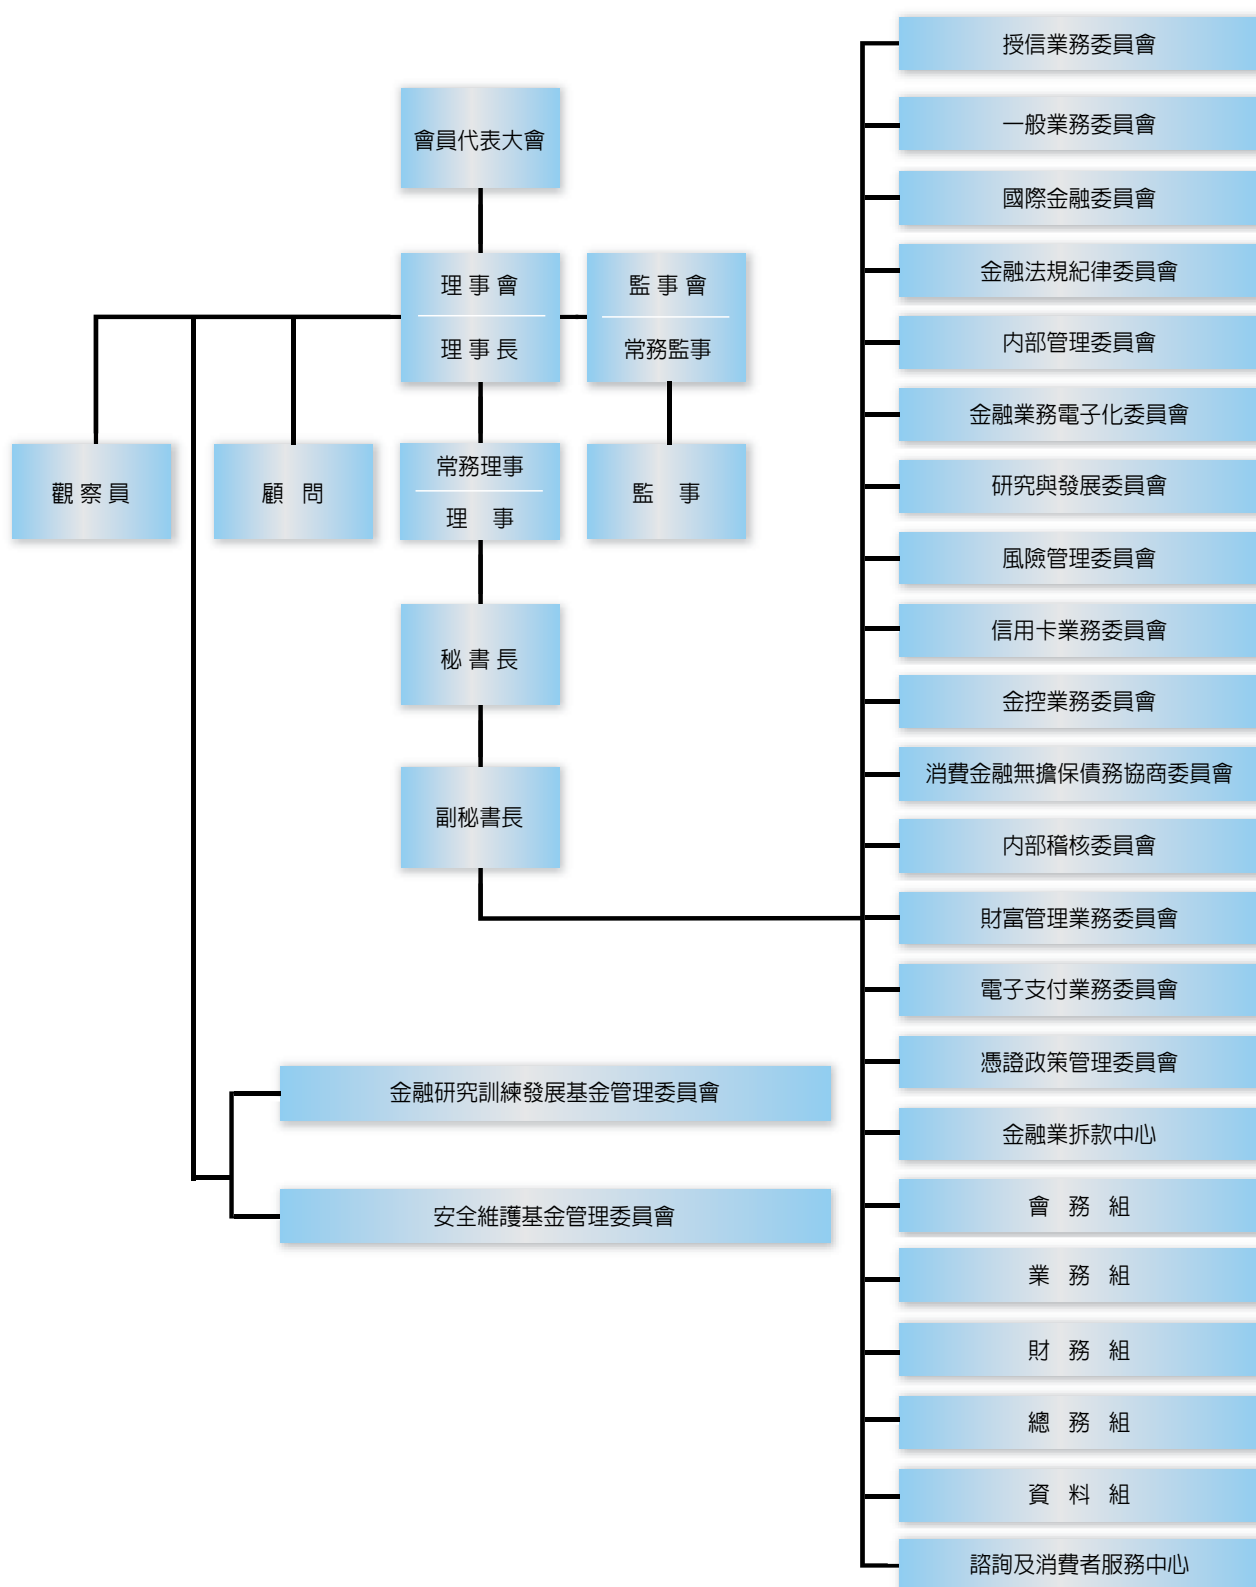 會員代表大會
理事會
理事長
監事會
常務監事
觀察員
顧問
常務理事
理事
監事
秘書長
副秘書長
金融研究訓練發展基金管理委員會
安全維護基金管理委員會
授信業務委員會
一般業務委員會
國際金融委員會
金融法規紀律委員會
內部管理委員會
金融業務電子化委員會
研究與發展委員會
風險管理委員會
信用卡業務委員會
金控業務委員會
消費金融無擔保債務協商委員會
內部稽核委員會
財富管理業務委員會
電子支付業務委員會
憑證政策管理委員會
金融業拆款中心
會務組
業務組
財務組
總務組
資料組
諮詢及消費者服務中心